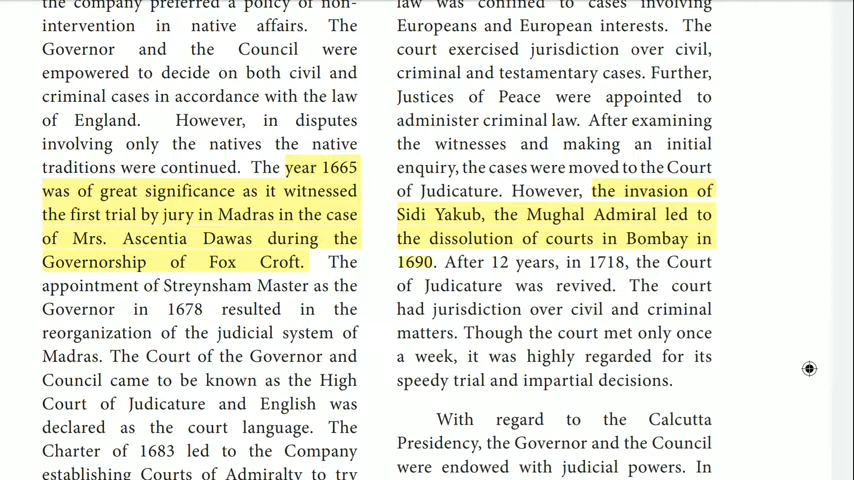 the company preferred a policy of non-
intervention in native affairs. The
Governor and the Council were
empowered to decide on both civil and
criminal cases in accordance with the law
of England. However, in disputes
involving only the natives the native
traditions were continued. The year 1665
was of great significance as it witnessed
the first trial by jury in Madras in the case
of Mrs. Ascentia Dawas during the
Governorship of Fox Croft. The
appointment of Streynsham Master as the
Governor in 1678 resulted in the
reorganization of the judicial system of
Madras. The Court of the Governor and
Council came to be known as the High
Court of Judicature and English was
declared as the court language. The
Charter of 1683 led to the Company
establishing Courts of Admiralty to try
law was confined to cases involving
Europeans and European interests. The
court exercised jurisdiction over civil,
criminal and testamentary cases. Further,
Justices of Peace were appointed to
administer criminal law. After examining
the witnesses and making an initial
enquiry, the cases were moved to the Court
of Judicature. However, the invasion of
Sidi Yakub, the Mughal Admiral led to
the dissolution of courts in Bombay in
1690. After 12 years, in 1718, the Court
of Judicature was revived. The court
had jurisdiction over civil and criminal
matters. Though the court met only once
a week, it was highly regarded for its
speedy trial and impartial decisions.
With regard to the Calcutta
Presidency, the Governor and the Council
were endowed with judicial powers. In